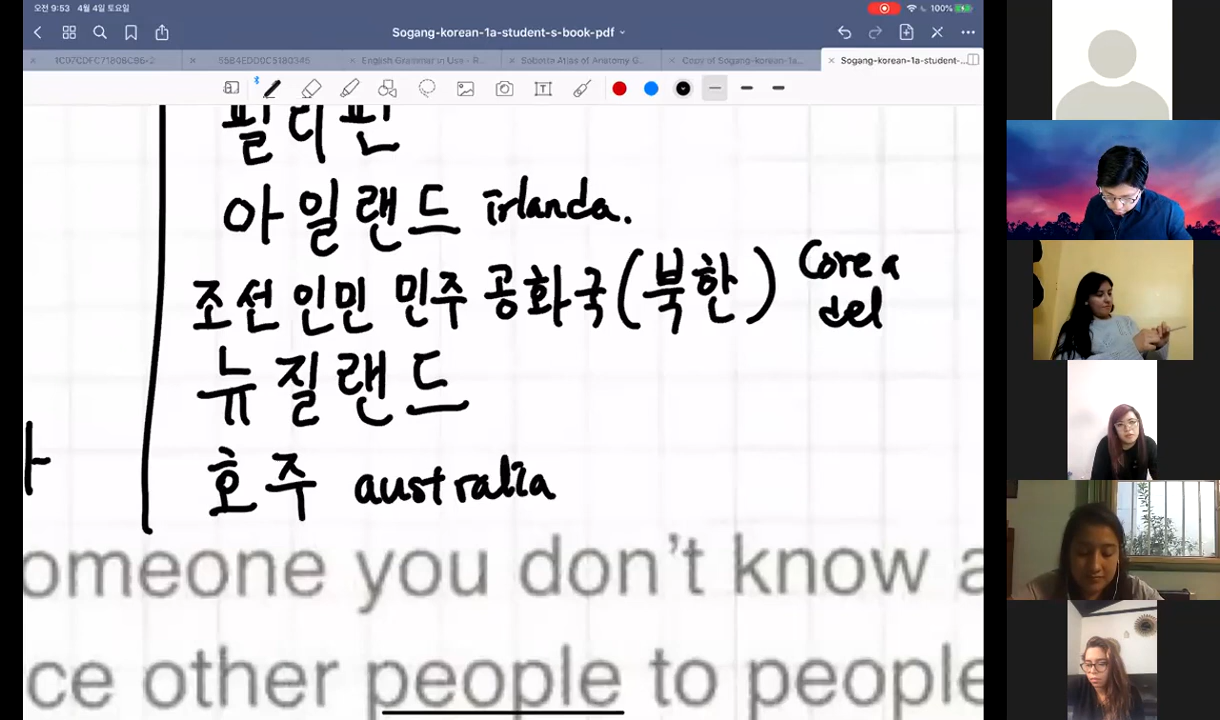 오전 9:53 4월 4일 토요일
100%
Sogang-korean-1a-student-s-book-pdf
English Grammar in Use - R...
Sobotta Atlas of Anatomy G...
Copy of Sogang-korean-1a...
Sogang-korean-1a-student-...
필리핀
아일랜드 irlanda.
조선인민 민주 공화국 (북한) Corea del
뉴질랜드
호주 australia
omeone you don't know a
ce other people to people